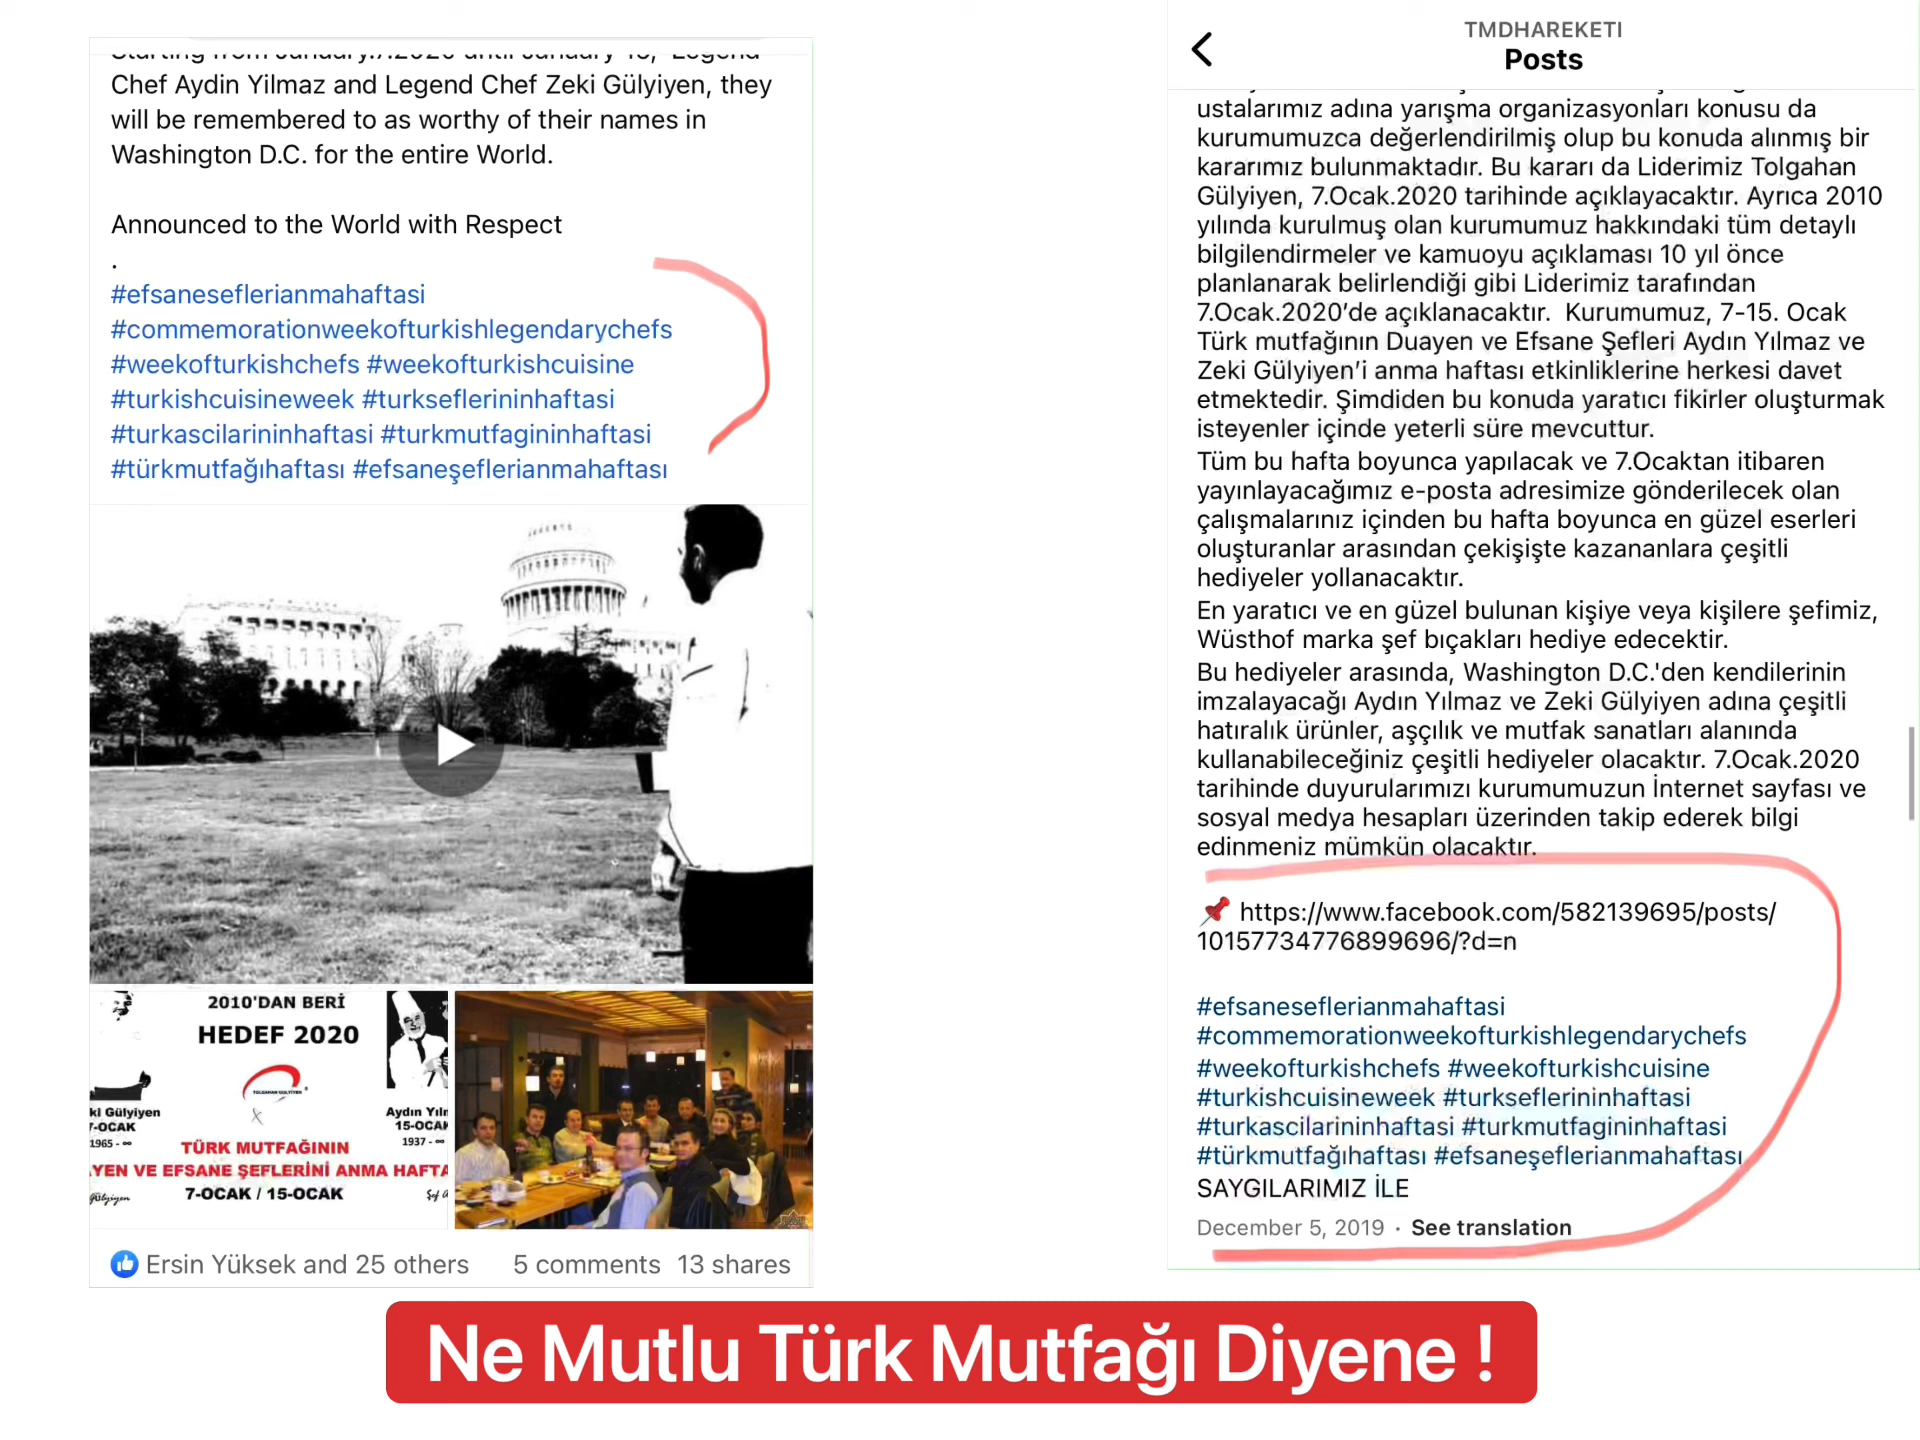 Chef Aydin Yilmaz and Legend Chef Zeki Gülyiyen, they
will be remembered to as worthy of their names in
Washington D.C. for the entire World.
Announced to the World with Respect
.
#efsaneseflerianmahaftasi
#commemorationweekofturkishlegendarychefs
#weekofturkishchefs #weekofturkishcuisine
#turkishcuisineweek #turkseflerininhaftasi
#turkascilarininhaftasi #turkmutfagininhaftasi
#türkmutfağıhaftası #efsaneşeflerianmahaftası
2010'DAN BERİ
HEDEF 2020
TOLGAHAN GÜLYİYEN
ki Gülyiyen
7-OCAK
1965 - ∞
Aydın Yılm
15-OCAK
1937 - ∞
TÜRK MUTFAĞININ
YEN VE EFSANE ŞEFLERİNİ ANMA HAFTA
7-OCAK / 15-OCAK
Ersin Yüksek and 25 others 5 comments 13 shares
TMDHAREKETI
Posts
ustalarımız adına yarışma organizasyonları konusu da
kurumumuzca değerlendirilmiş olup bu konuda alınmış bir
kararımız bulunmaktadır. Bu kararı da Liderimiz Tolgahan
Gülyiyen, 7.Ocak.2020 tarihinde açıklayacaktır. Ayrıca 2010
yılında kurulmuş olan kurumumuz hakkındaki tüm detaylı
bilgilendirmeler ve kamuoyu açıklaması 10 yıl önce
planlanarak belirlendiği gibi Liderimiz tarafından
7.Ocak.2020’de açıklanacaktır. Kurumumuz, 7-15. Ocak
Türk mutfağının Duayen ve Efsane Şefleri Aydın Yılmaz ve
Zeki Gülyiyen’i anma haftası etkinliklerine herkesi davet
etmektedir. Şimdiden bu konuda yaratıcı fikirler oluşturmak
isteyenler içinde yeterli süre mevcuttur.
Tüm bu hafta boyunca yapılacak ve 7.Ocaktan itibaren
yayınlayacağımız e-posta adresimize gönderilecek olan
çalışmalarınız içinden bu hafta boyunca en güzel eserleri
oluşturanlar arasından çekişişte kazananlara çeşitli
hediyeler yollanacaktır.
En yaratıcı ve en güzel bulunan kişiye veya kişilere şefimiz,
Wüsthof marka şef bıçakları hediye edecektir.
Bu hediyeler arasında, Washington D.C.'den kendilerinin
imzalayacağı Aydın Yılmaz ve Zeki Gülyiyen adına çeşitli
hatıralık ürünler, aşçılık ve mutfak sanatları alanında
kullanabileceğiniz çeşitli hediyeler olacaktır. 7.Ocak.2020
tarihinde duyurularımızı kurumumuzun İnternet sayfası ve
sosyal medya hesapları üzerinden takip ederek bilgi
edinmeniz mümkün olacaktır.
https://www.facebook.com/582139695/posts/
10157734776899696/?d=n
#efsaneseflerianmahaftasi
#commemorationweekofturkishlegendarychefs
#weekofturkishchefs #weekofturkishcuisine
#turkishcuisineweek #turkseflerininhaftasi
#turkascilarininhaftasi #turkmutfagininhaftasi
#türkmutfağıhaftası #efsaneşeflerianmahaftası
SAYGILARIMIZ İLE
December 5, 2019 · See translation
Ne Mutlu Türk Mutfağı Diyene !